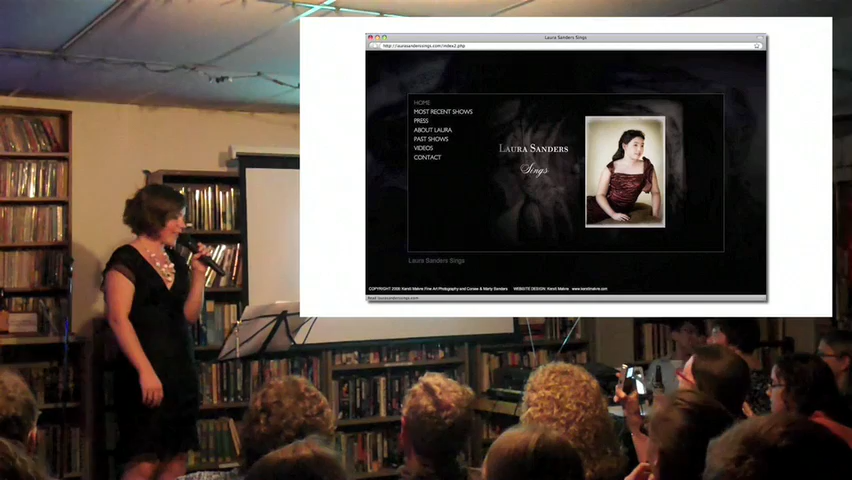 Laura Sanders Sings
http://laurasanderssings.com/index2.php
HOME
MOST RECENT SHOWS
PRESS
ABOUT LAURA
PAST SHOWS
VIDEOS
CONTACT
LAURA SANDERS
Sings
Laura Sanders Sings